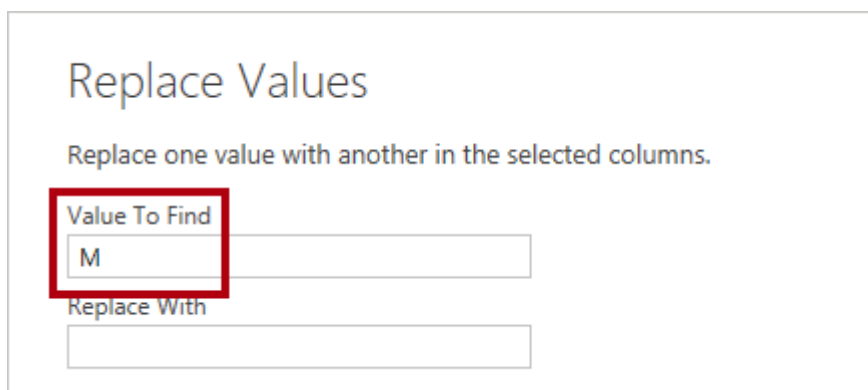 Replace Values
Replace one value with another in the selected columns.
Value To Find
M
Replace With